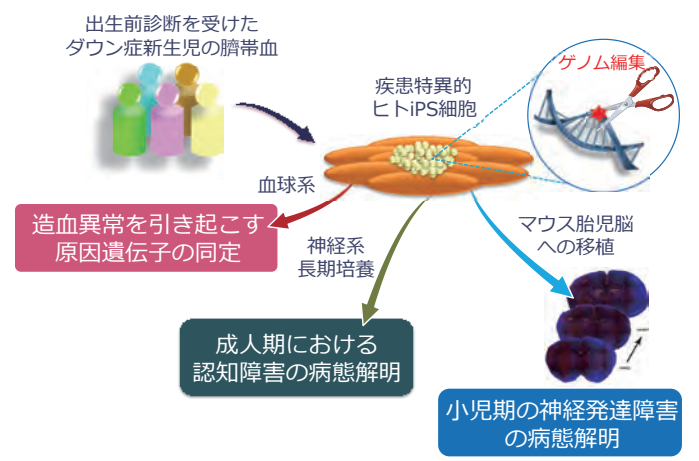 出生前診断を受けた
ダウン症新生児の臍帯血
疾患特異的
ヒトiPS細胞
ゲノム編集
血球系
造血異常を引き起こす
原因遺伝子の同定
神経系
長期培養
マウス胎児脳
への移植
成人期における
認知障害の病態解明
小児期の神経発達障害
の病態解明